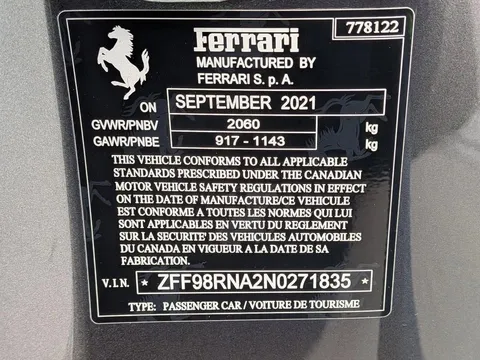 Ferrari
778122
MANUFACTURED BY
FERRARI S.p.A.
ON SEPTEMBER 2021
GVWR/PNBV 2060 kg
GAWR/PNBE 917 - 1143 kg
THIS VEHICLE CONFORMS TO ALL APPLICABLE
STANDARDS PRESCRIBED UNDER THE CANADIAN
MOTOR VEHICLE SAFETY REGULATIONS IN EFFECT
ON THE DATE OF MANUFACTURE/CE VEHICULE
EST CONFORME A TOUTES LES NORMES QUI LUI
SONT APPLICABLES EN VERTU DU REGLEMENT
SUR LA SECURITE' DES VEHICULES AUTOMOBILES
DU CANADA EN VIGUEUR A LA DATE DE SA
FABRICATION.
V.I.N. * ZFF98RNA2N0271835 *
TYPE: PASSENGER CAR / VOITURE DE TOURISME